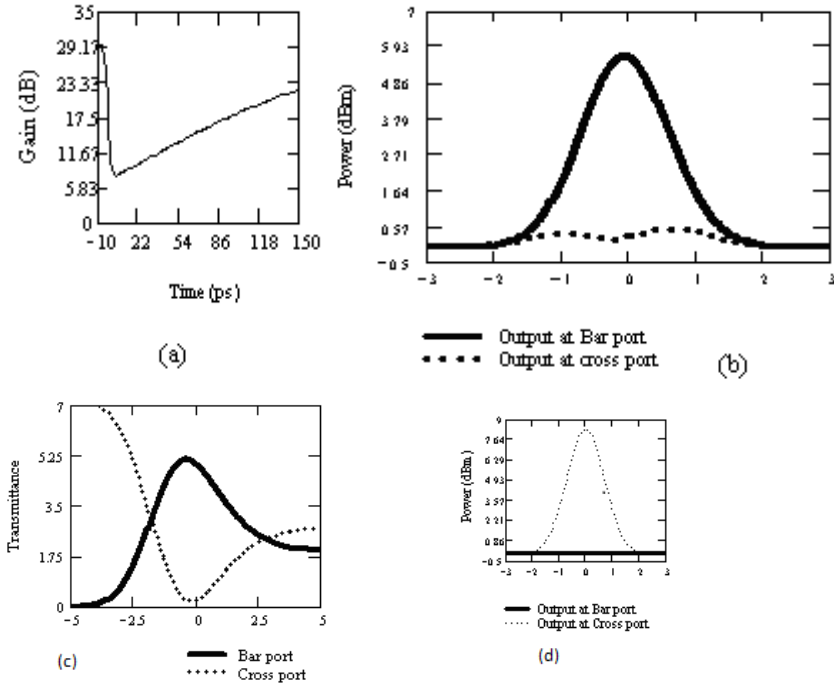 35
29.17
23.33
17.5
11.67
5.83
0
Gain (dB)
-10 22 54 86 118 150
Time (ps)
(a)
7
5 93
4 86
3 79
2 71
1 64
0 57
-0 5
Power (dBm)
-3 -2 -1 0 1 2 3
Output at Bar port
Output at cross port
(b)
7
5.25
3.5
1.75
0
Transmittance
-5 -2.5 0 2.5 5
(c)
Bar port
Cross port
9
7 64
6 29
4 93
3 57
2 21
0 86
-0 5
Power (dBm)
-3 -2 -1 0 1 2 3
Output at Bar port
Output at Cross port
(d)